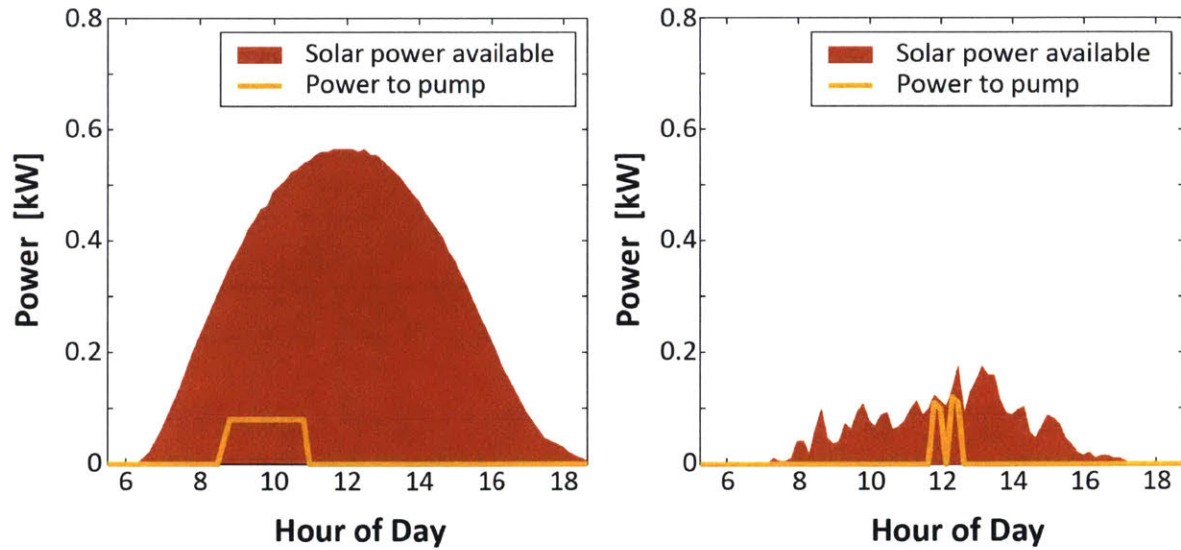 0.8
0.6
0.4
0.2
0
Power [kW]
Solar power available
Power to pump
6 8 10 12 14 16 18
Hour of Day
0.8
0.6
0.4
0.2
0
Power [kW]
Solar power available
Power to pump
6 8 10 12 14 16 18
Hour of Day